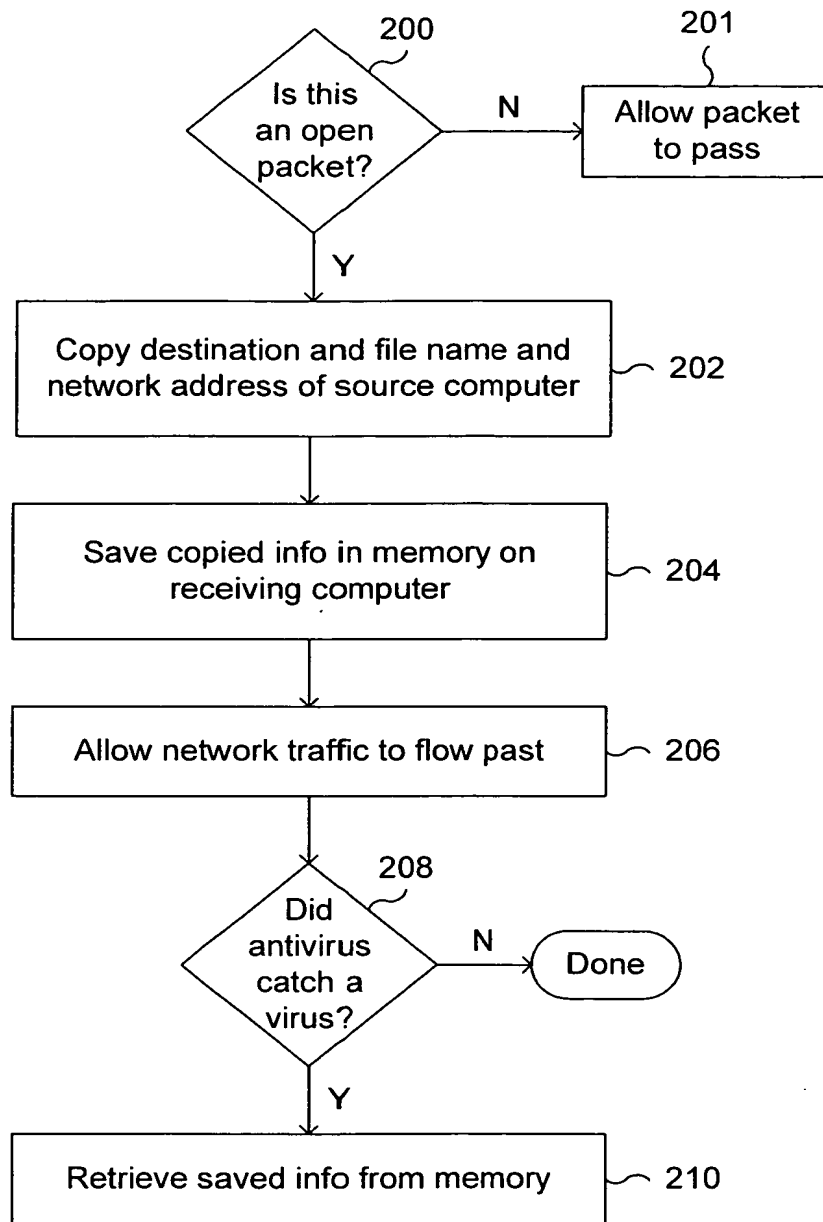 200
201
Is this
an open
packet?
N
Allow packet
to pass
Y
Copy destination and file name and
network address of source computer
202
Save copied info in memory on
receiving computer
204
Allow network traffic to flow past
206
208
Did
antivirus
catch a
virus?
N
Done
Y
Retrieve saved info from memory
210